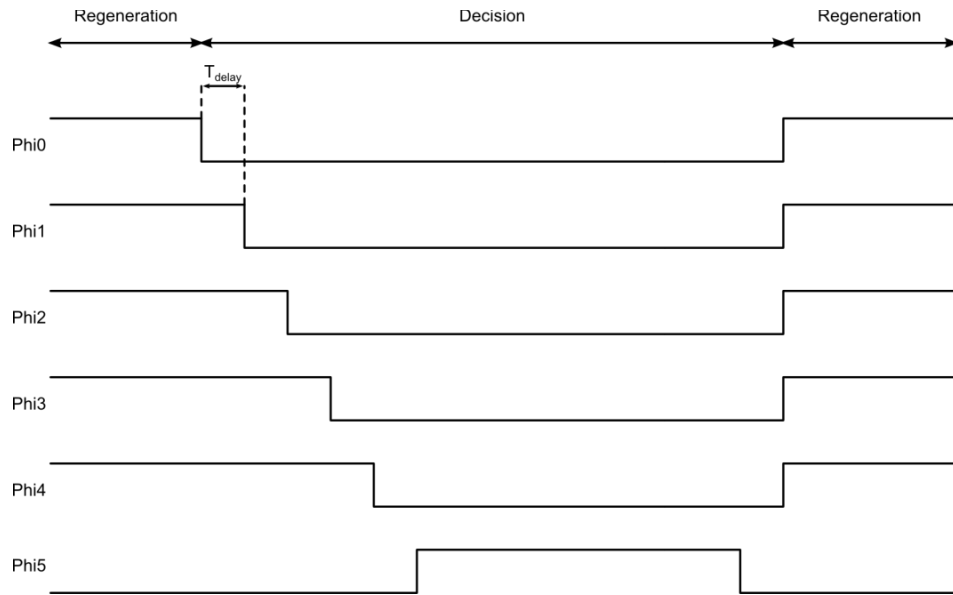 Regeneration Decision Regeneration
Tdelay
Phi0
Phi1
Phi2
Phi3
Phi4
Phi5